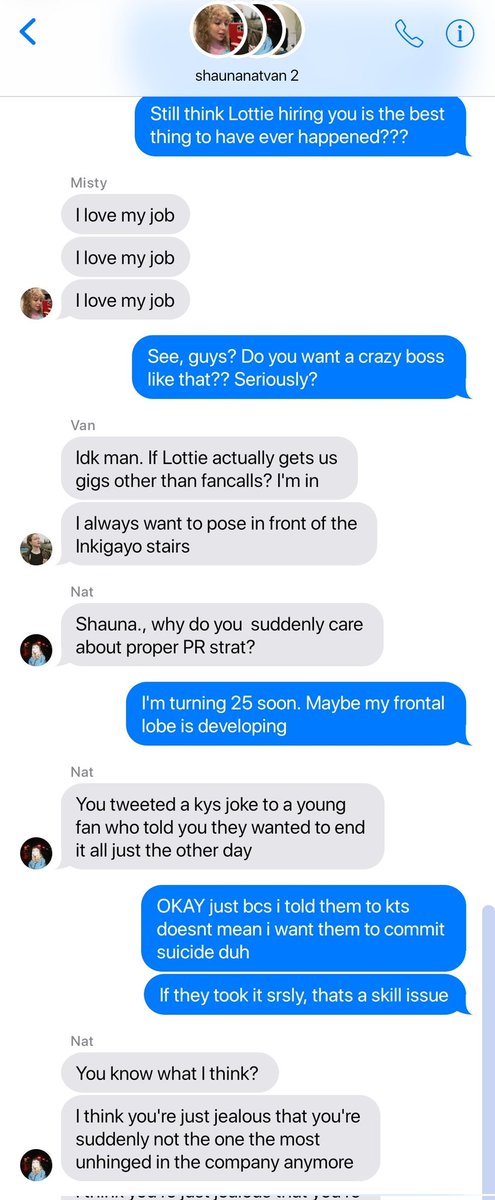 shaunanatvan 2
Still think Lottie hiring you is the best
thing to have ever happened???
Misty
I love my job
I love my job
I love my job
See, guys? Do you want a crazy boss
like that?? Seriously?
Van
Idk man. If Lottie actually gets us
gigs other than fancalls? I'm in
I always want to pose in front of the
Inkigayo stairs
Nat
Shauna., why do you suddenly care
about proper PR strat?
I'm turning 25 soon. Maybe my frontal
lobe is developing
Nat
You tweeted a kys joke to a young
fan who told you they wanted to end
it all just the other day
OKAY just bcs i told them to kts
doesnt mean i want them to commit
suicide duh
If they took it srsly, thats a skill issue
Nat
You know what I think?
I think you're just jealous that you're
suddenly not the one the most
unhinged in the company anymore